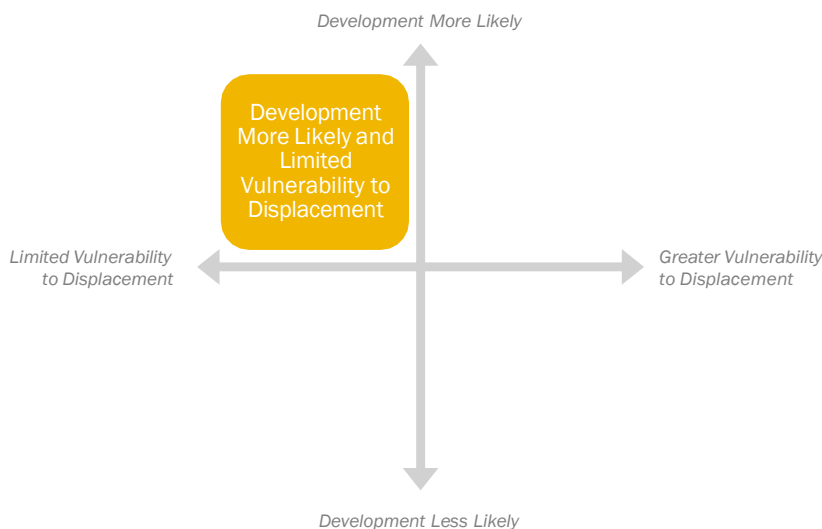 Development More Likely
Development
More Likely and
Limited
Vulnerability to
Displacement
Limited Vulnerability
to Displacement
Greater Vulnerability
to Displacement
Development Less Likely